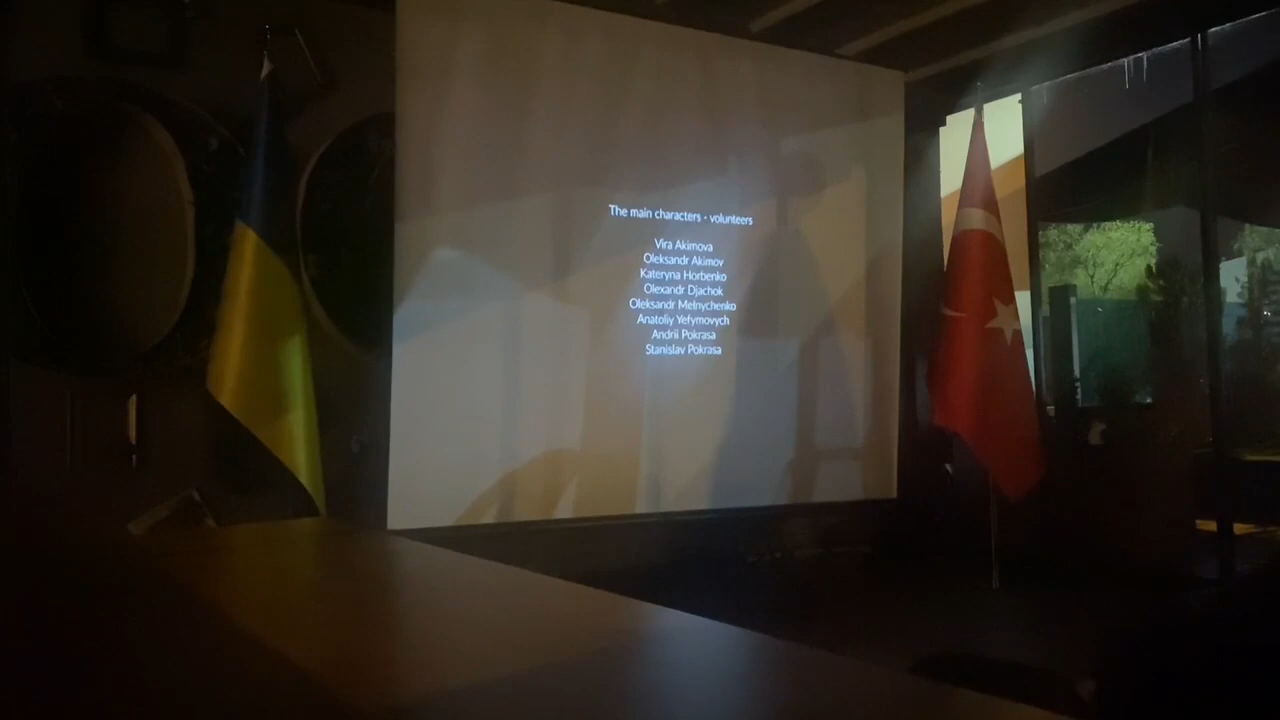 The main characters - volunteers
Vira Akimova
Oleksandr Akimov
Kateryna Horbenko
Olexandr Djachok
Oleksandr Melnychenko
Anatoliy Yefymovych
Andrii Pokrasa
Stanislav Pokrasa